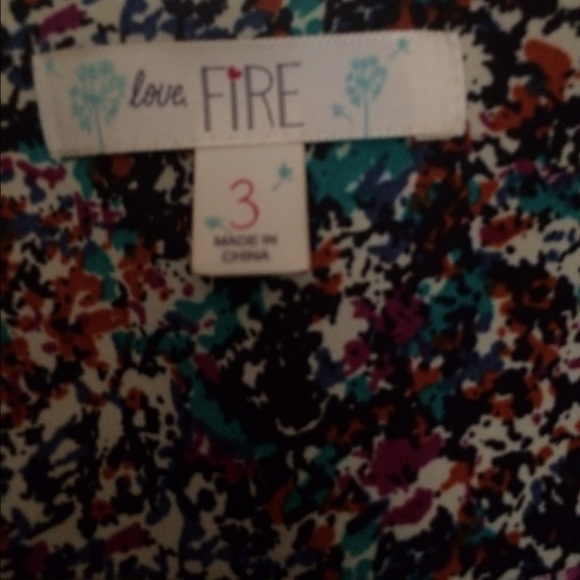 love, FiRE
3
MADE IN
CHINA